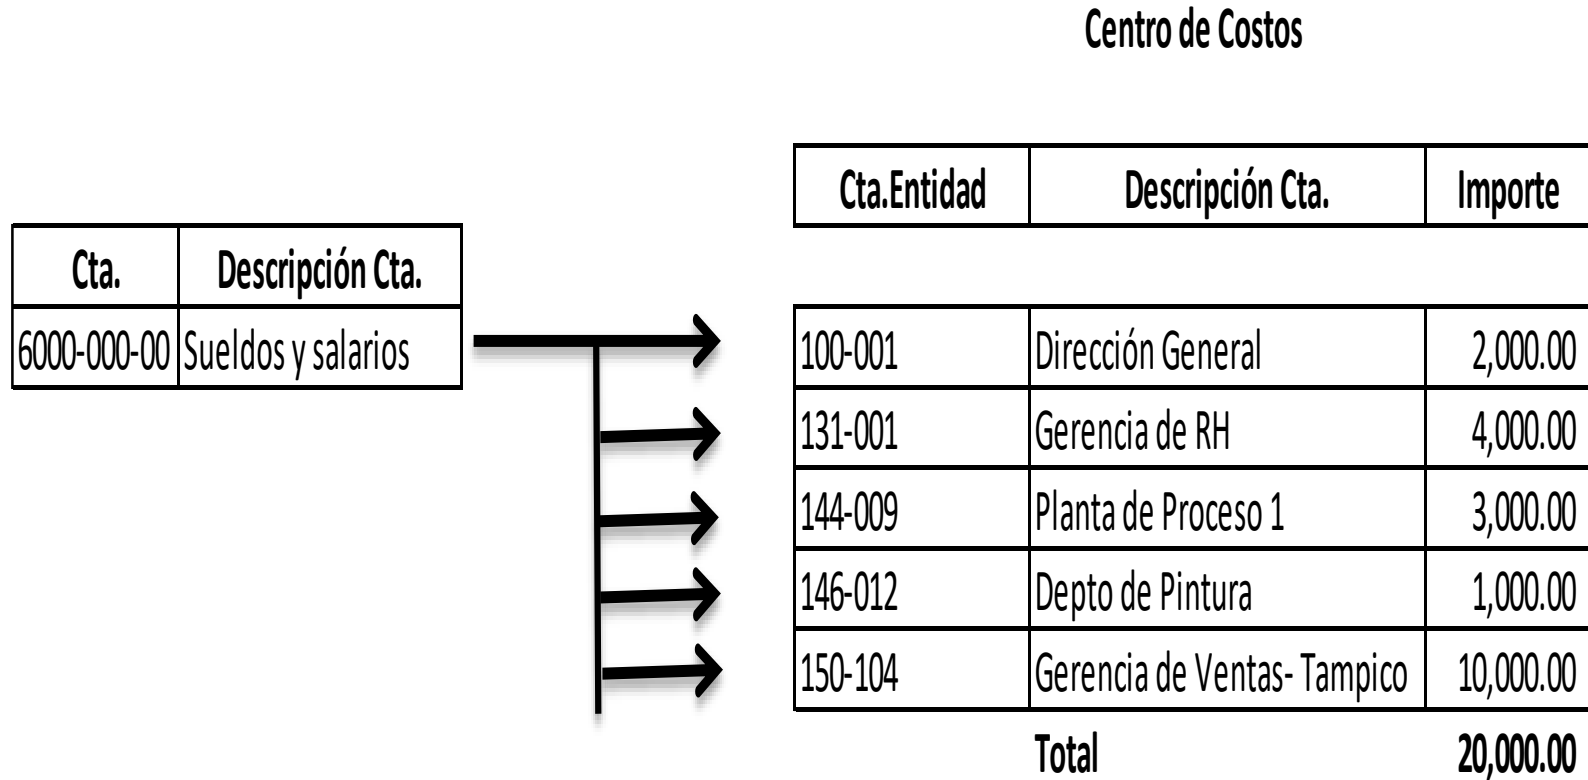 Centro de Costos
Cta.Entidad Descripción Cta. Importe
Cta. Descripción Cta.
6000-000-00 Sueldos y salarios
100-001 Dirección General 2,000.00
131-001 Gerencia de RH 4,000.00
144-009 Planta de Proceso 1 3,000.00
146-012 Depto de Pintura 1,000.00
150-104 Gerencia de Ventas- Tampico 10,000.00
Total 20,000.00